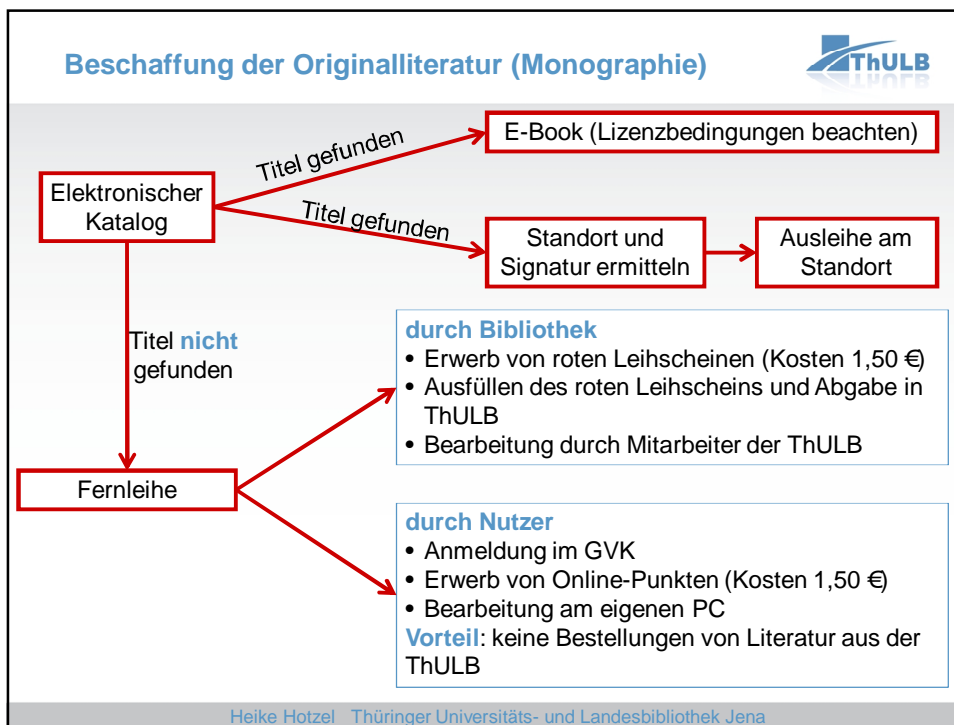 Beschaffung der Originalliteratur (Monographie)
ThULB
E-Book (Lizenzbedingungen beachten)
Titel gefunden
Elektronischer
Katalog
Titel gefunden
Standort und
Signatur ermitteln
Ausleihe am
Standort
Titel nicht
gefunden
durch Bibliothek
• Erwerb von roten Leihscheinen (Kosten 1,50 €)
• Ausfüllen des roten Leihscheins und Abgabe in
ThULB
• Bearbeitung durch Mitarbeiter der ThULB
Fernleihe
durch Nutzer
• Anmeldung im GVK
• Erwerb von Online-Punkten (Kosten 1,50 €)
• Bearbeitung am eigenen PC
Vorteil: keine Bestellungen von Literatur aus der
ThULB
Heike Hotzel Thüringer Universitäts- und Landesbibliothek Jena